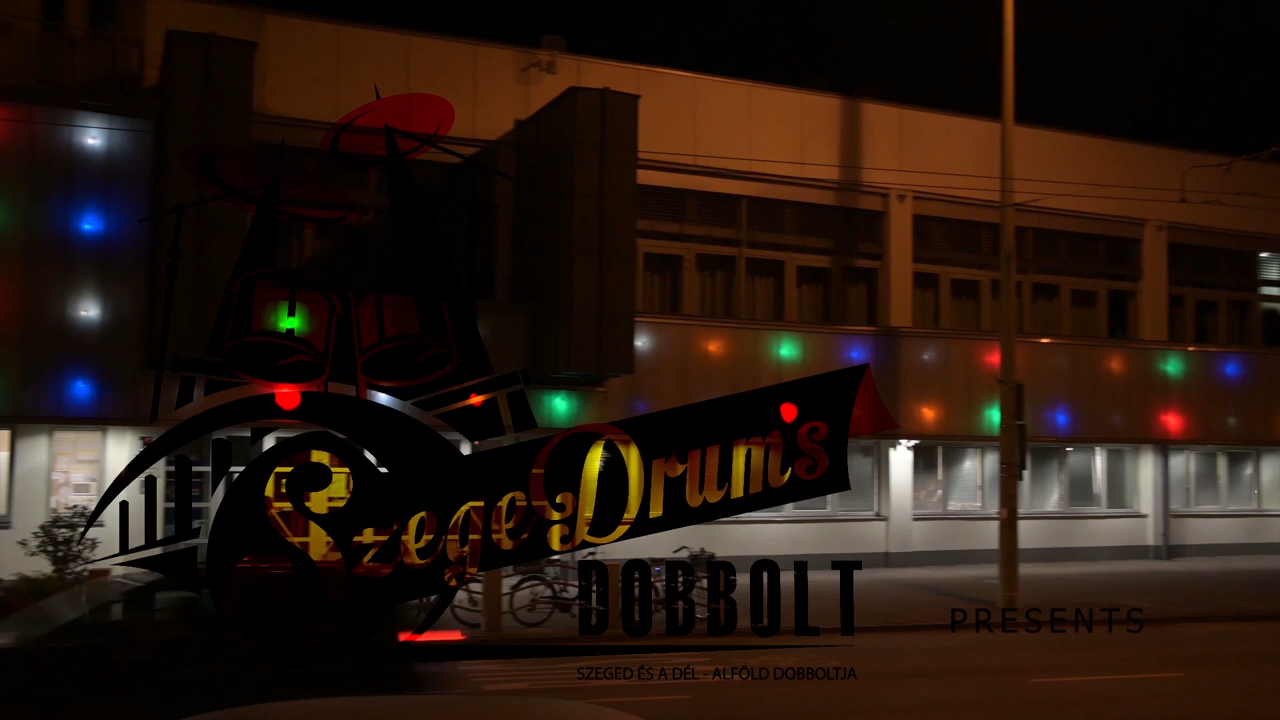 SzegeDrum's
DOBBOLT
PRESENTS
SZEGED ÉS A DÉL - ALFÖLD DOBBOLTJA